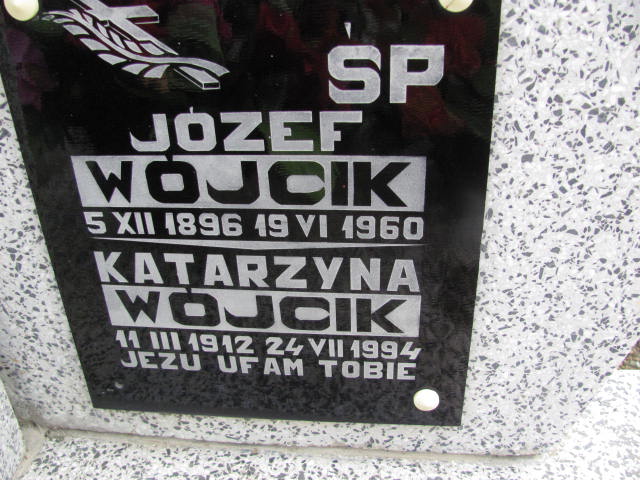 ŚP
JÓZEF
WÓJCIK
5 XII 1896 19 VI 1960
KATARZYNA
WÓJCIK
11 III 1912 24 VII 1994
JEZU UFAM TOBIE